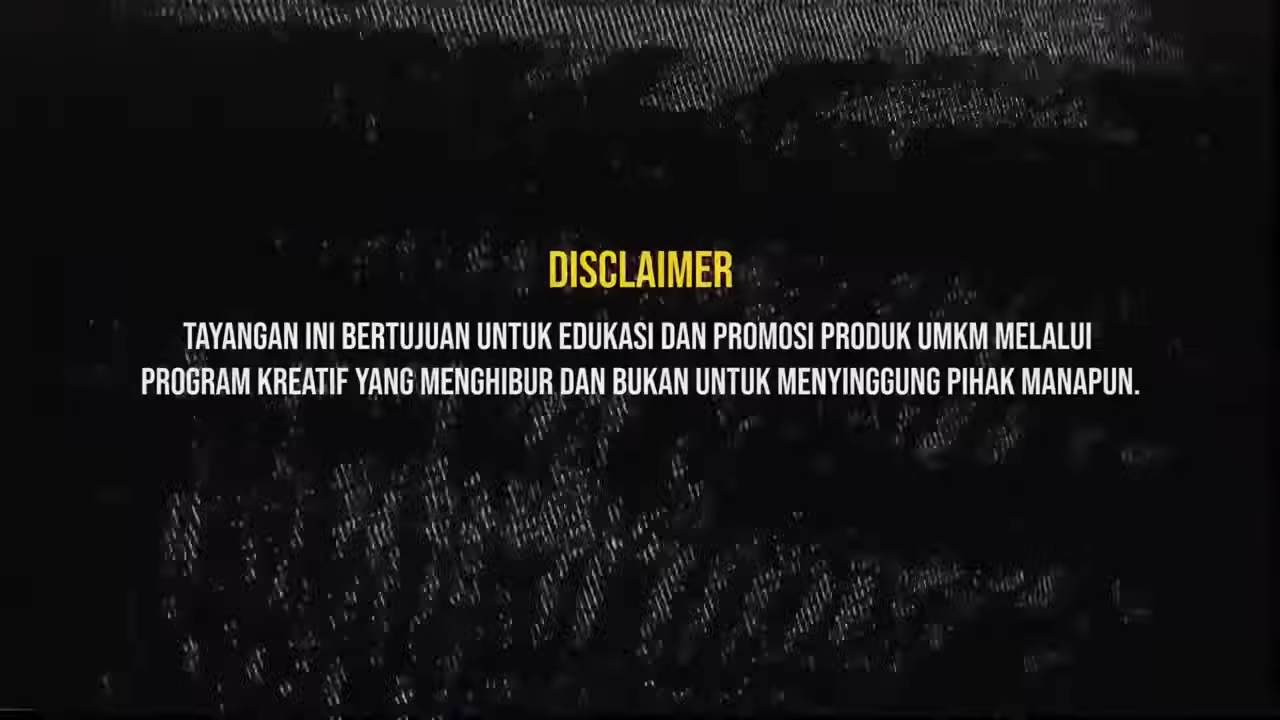 DISCLAIMER
TAYANGAN INI BERTUJUAN UNTUK EDUKASI DAN PROMOSI PRODUK UMKM MELALUI
PROGRAM KREATIF YANG MENGHIBUR DAN BUKAN UNTUK MENYINGGUNG PIHAK MANAPUN.